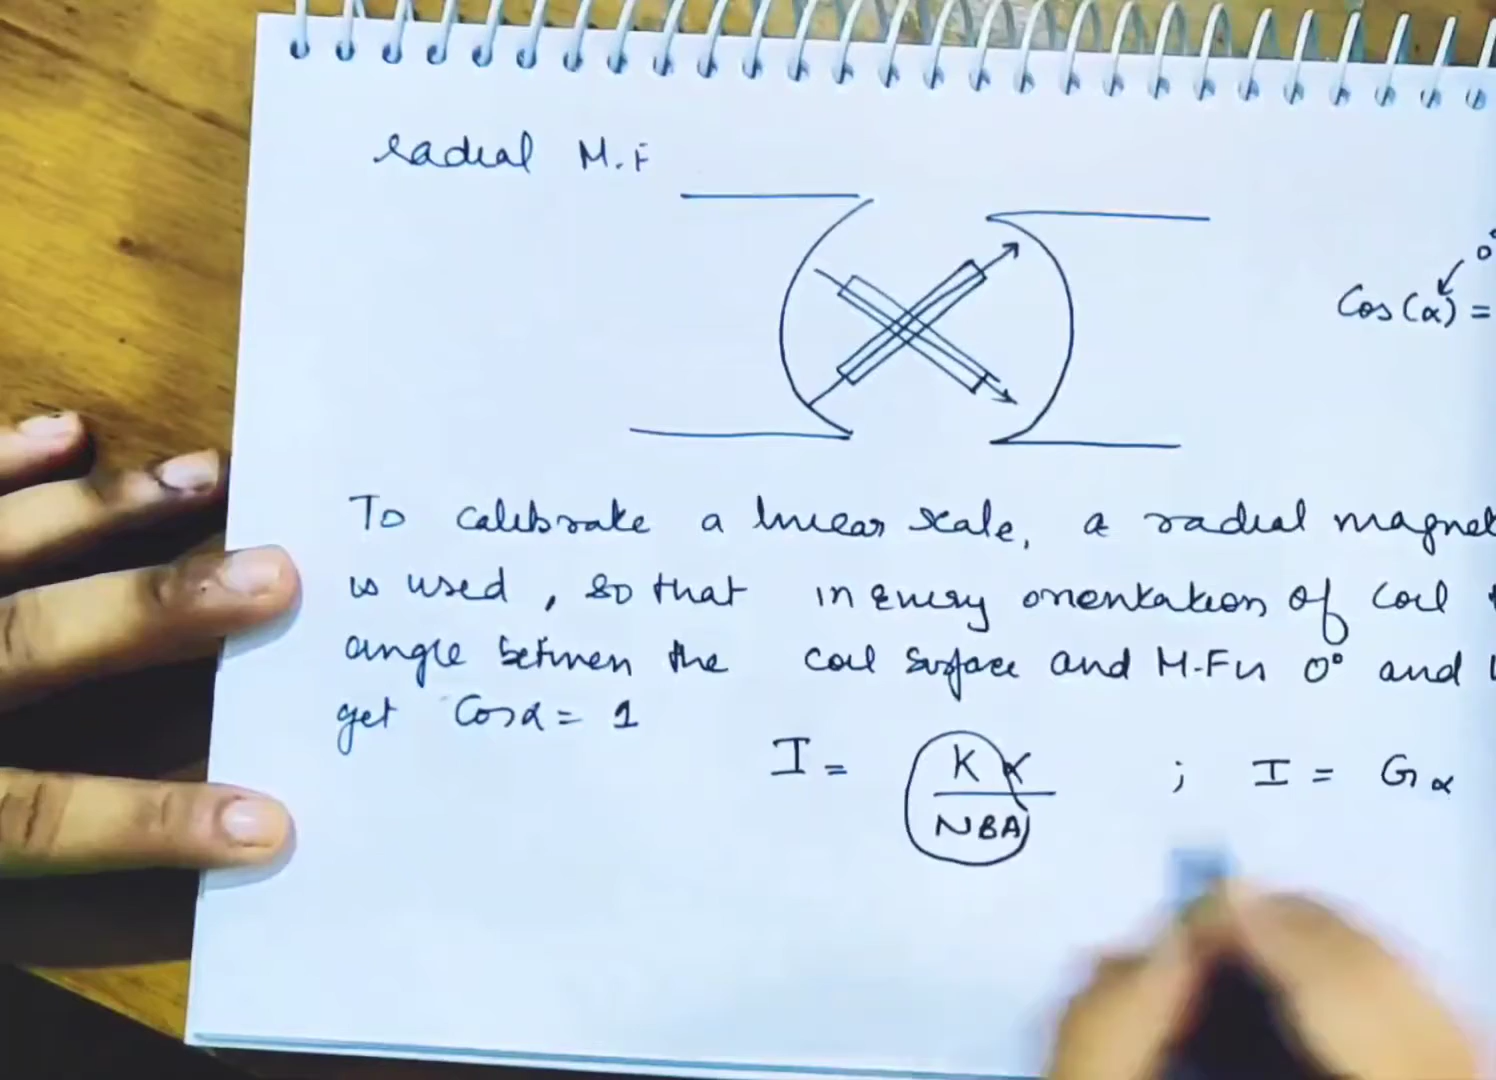 radial M.F
0°
Cos(α) =
To calibrate a linear scale, a radial magnet
is used, so that in every orientation of coil
angle between the coil surface and M.F is 0° and
get Cosα = 1
I = Kα/NBA ; I = Gα